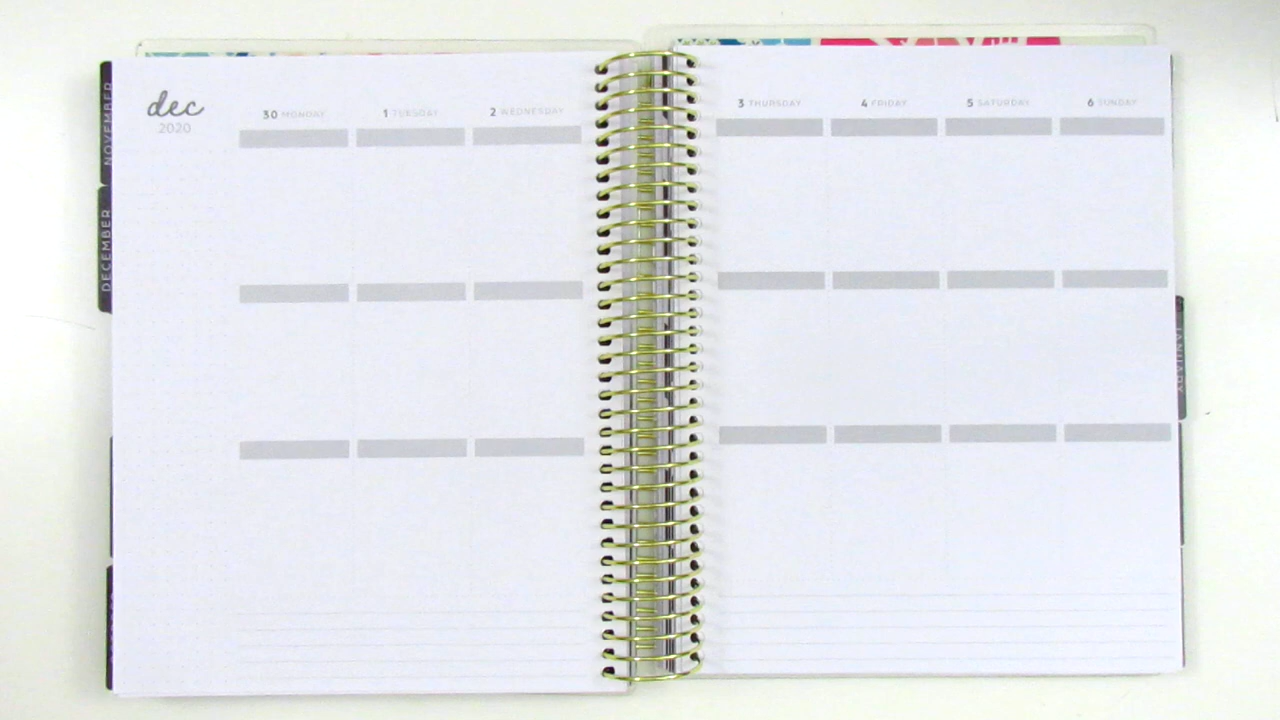 dec
2020
30 MONDAY
1 TUESDAY
2 WEDNESDAY
3 THURSDAY
4 FRIDAY
5 SATURDAY
6 SUNDAY
NOVEMBER
DECEMBER
JANUARY